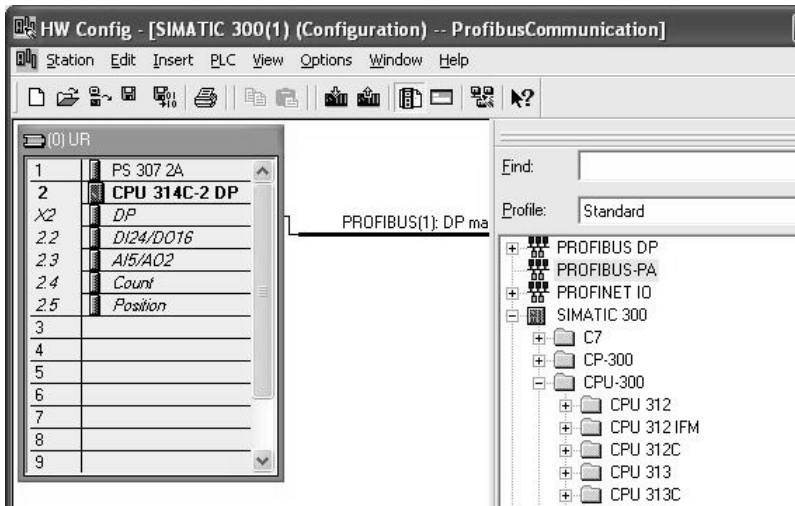 HW Config - [SIMATIC 300(1) (Configuration) -- ProfibusCommunication]
Station Edit Insert PLC View Options Window Help
(0) UR
1 PS 307 2A
2 CPU 314C-2 DP
X2 DP
2.2 DI24/DO16
2.3 AI5/AO2
2.4 Count
2.5 Position
3
4
5
6
7
8
9
PROFIBUS(1): DP ma
Find:
Profile: Standard
PROFIBUS DP
PROFIBUS-PA
PROFINET IO
SIMATIC 300
C7
CP-300
CPU-300
CPU 312
CPU 312 IFM
CPU 312C
CPU 313
CPU 313C